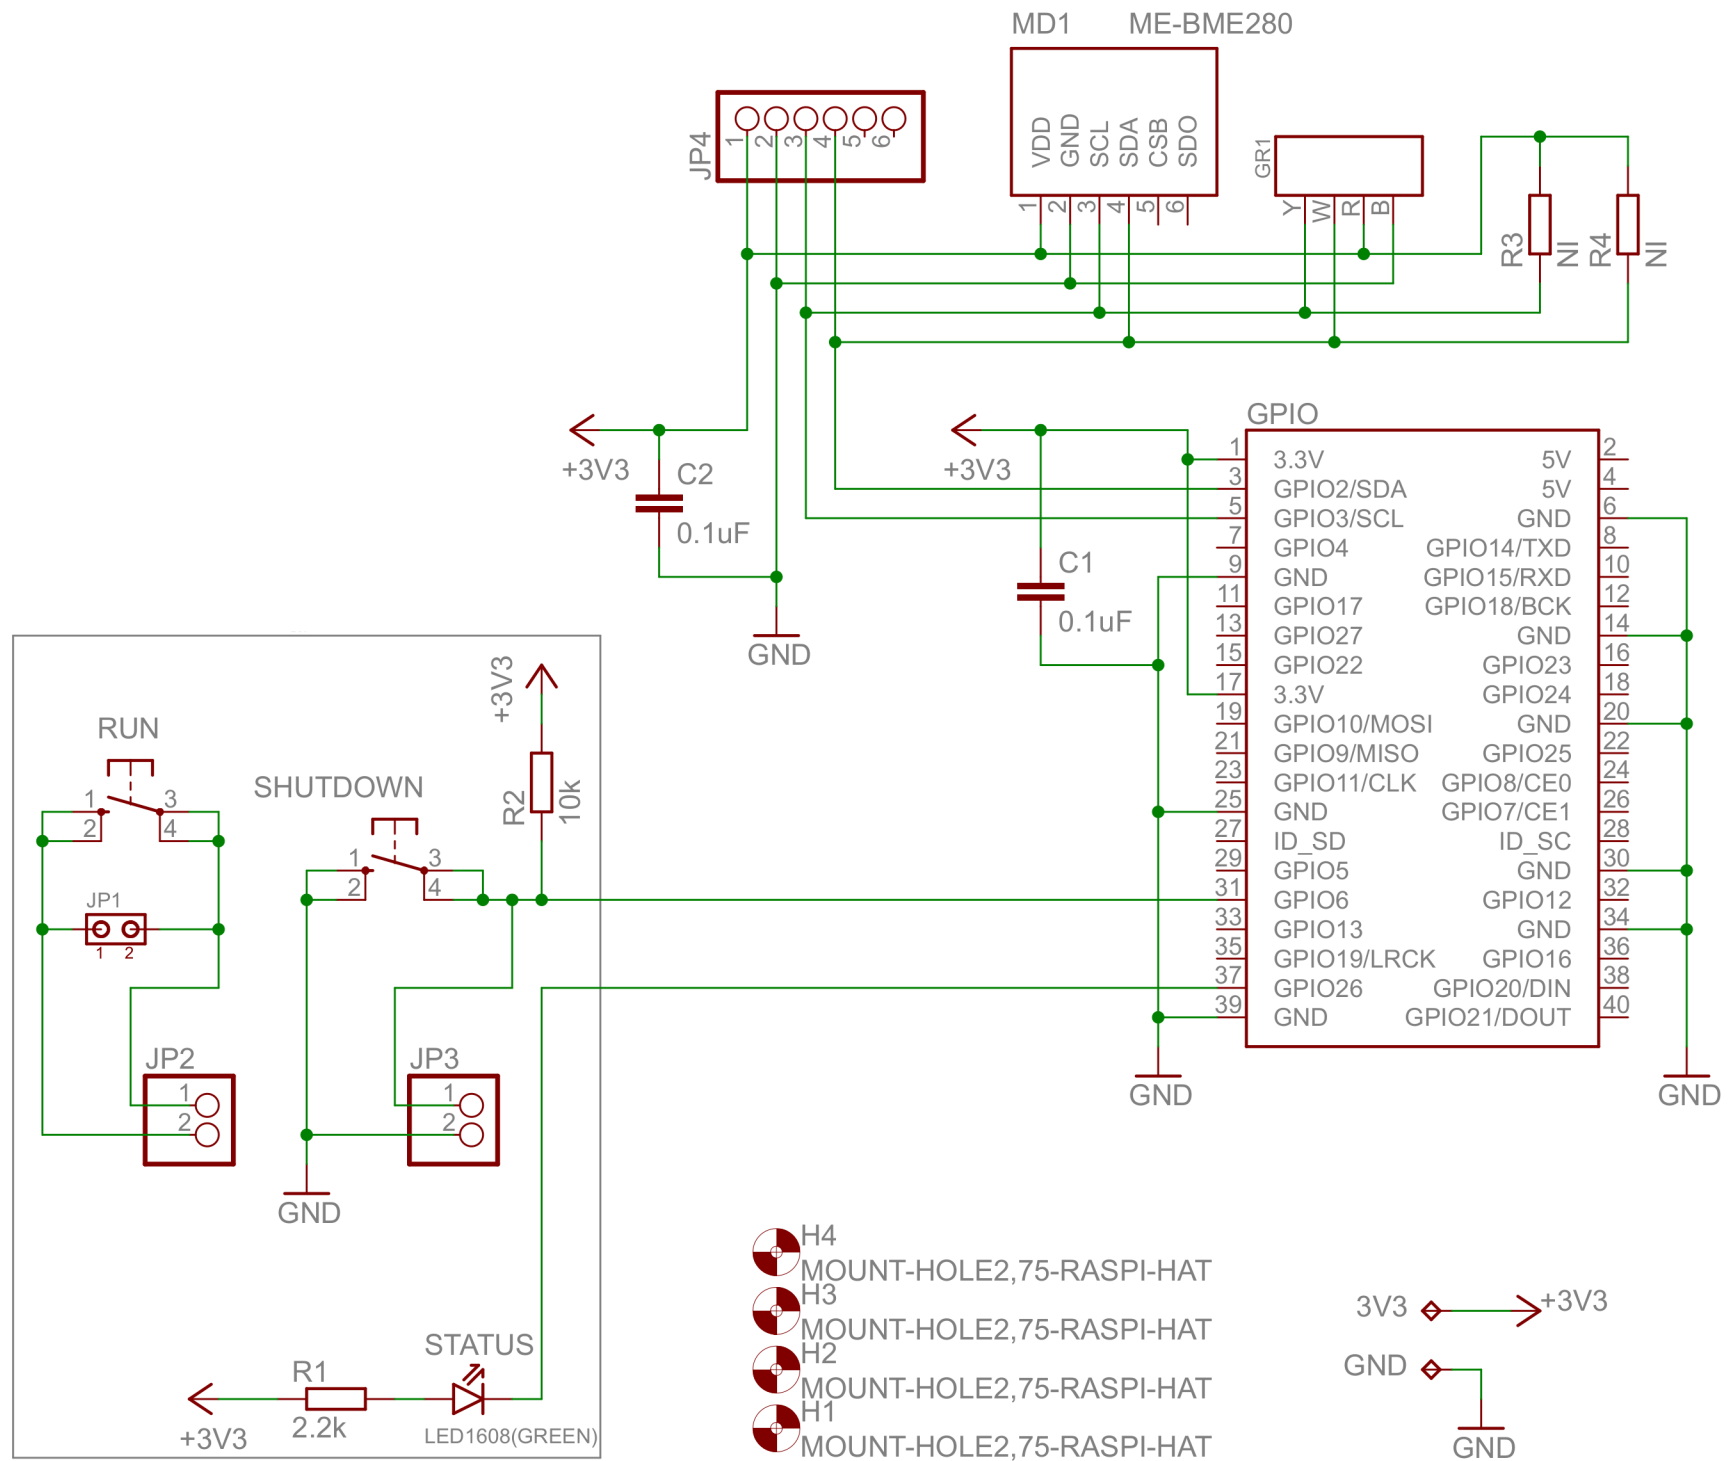 MD1 ME-BME280
JP4
1 2 3 4 5 6
VDD GND SCL SDA CSB SDO
1 2 3 4 5 6
GR1
Y W R B
R3 NI R4 NI
+3V3
C2
0.1uF
GND
+3V3
C1
0.1uF
GPIO
1 3.3V 5V 2
3 GPIO2/SDA 5V 4
5 GPIO3/SCL GND 6
7 GPIO4 GPIO14/TXD 8
9 GND GPIO15/RXD 10
11 GPIO17 GPIO18/BCK 12
13 GPIO27 GND 14
15 GPIO22 GPIO23 16
17 3.3V GPIO24 18
19 GPIO10/MOSI GND 20
21 GPIO9/MISO GPIO25 22
23 GPIO11/CLK GPIO8/CE0 24
25 GND GPIO7/CE1 26
27 ID_SD ID_SC 28
29 GPIO5 GND 30
31 GPIO6 GPIO12 32
33 GPIO13 GND 34
35 GPIO19/LRCK GPIO16 36
37 GPIO26 GPIO20/DIN 38
39 GND GPIO21/DOUT 40
GND
GND
RUN
1 3
2 4
JP1
1 2
JP2
1
2
SHUTDOWN
1 3
2 4
+3V3
R2 10k
JP3
1
2
GND
STATUS
R1
2.2k
+3V3
LED1608(GREEN)
H4
MOUNT-HOLE2,75-RASPI-HAT
H3
MOUNT-HOLE2,75-RASPI-HAT
H2
MOUNT-HOLE2,75-RASPI-HAT
H1
MOUNT-HOLE2,75-RASPI-HAT
3V3 +3V3
GND
GND